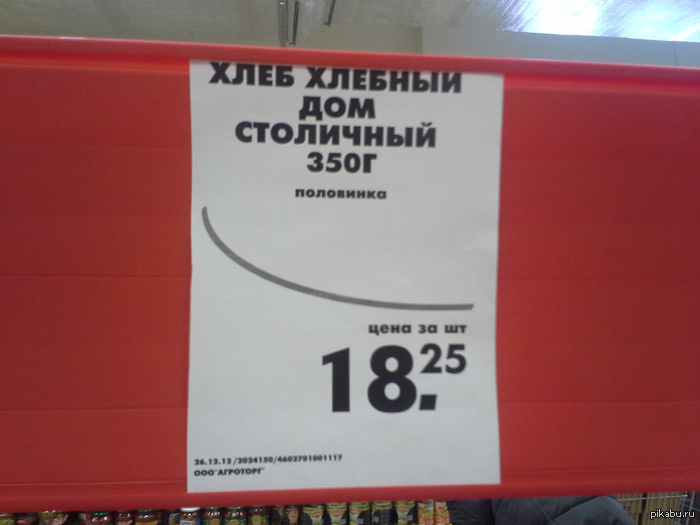 ХЛЕБ ХЛЕБНЫЙ
ДОМ
СТОЛИЧНЫЙ
350Г
половинка
цена за шт
18.25
26.12.12/2024150/4602701001117
ООО"АГРОТОРГ"
pikabu.ru